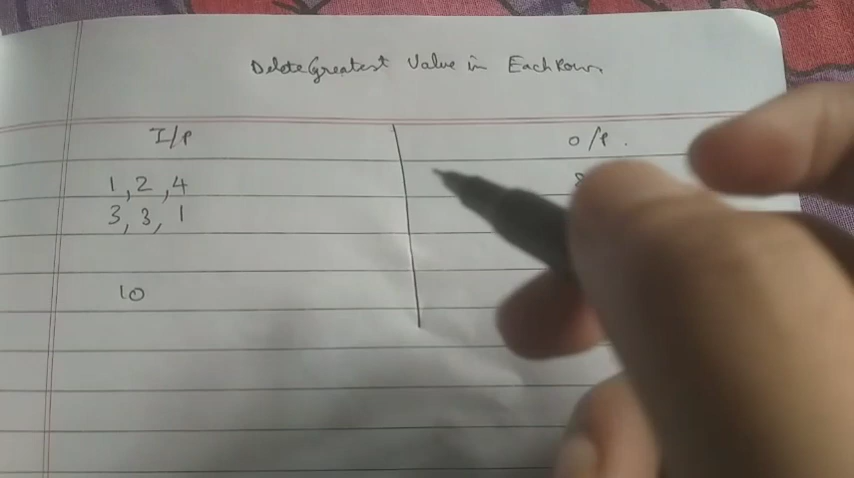 Delete Greatest Value in Each Row.
I/P
O/P.
1, 2, 4
3, 3, 1
10